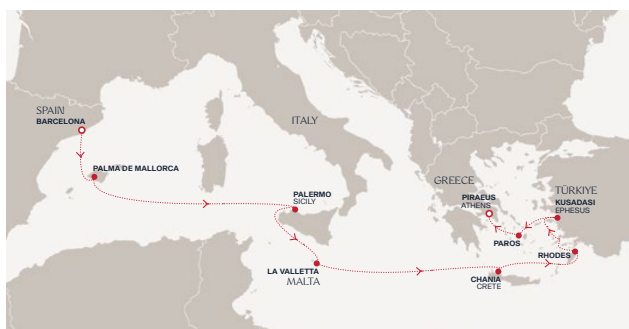 SPAIN
BARCELONA
PALMA DE MALLORCA
ITALY
PALERMO
SICILY
LA VALLETTA
MALTA
GREECE
PIRAEUS
ATHENS
PAROS
CHANIA
CRETE
TÜRKIYE
KUSADASI
EPHESUS
RHODES